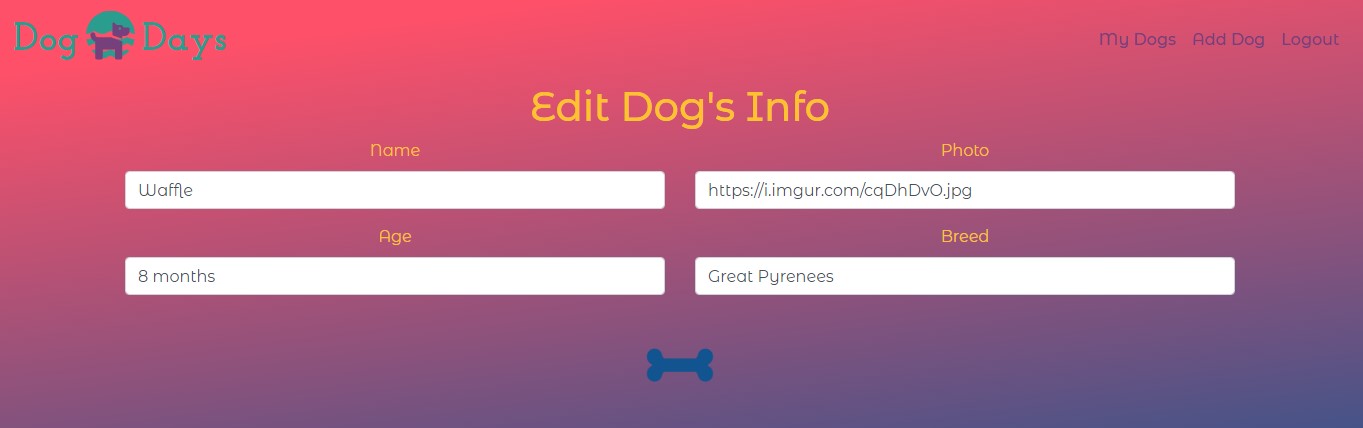 Dog Days
My Dogs Add Dog Logout
Edit Dog's Info
Name Photo
Waffle https://i.imgur.com/cqDhDvO.jpg
Age Breed
8 months Great Pyrenees